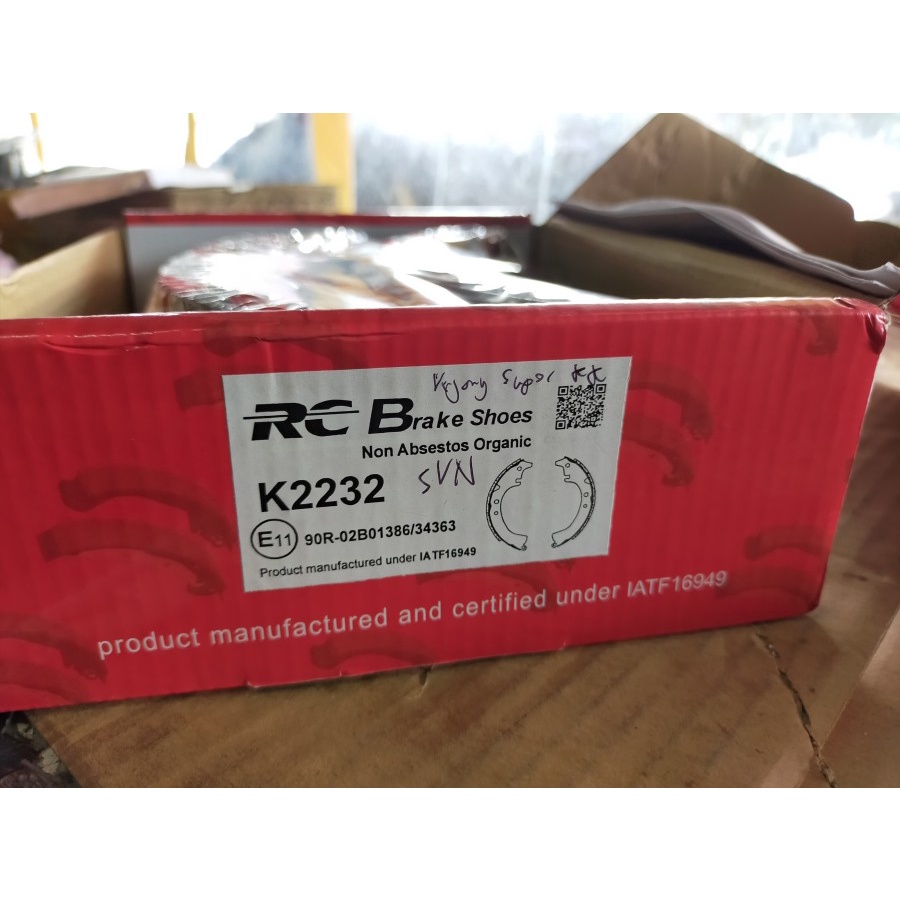 Super
RC Brake Shoes
Non Absestos Organic
K2232 SVN
E11 90R-02B01386/34363
Product manufactured under IATF16949
product manufactured and certified under IATF16949